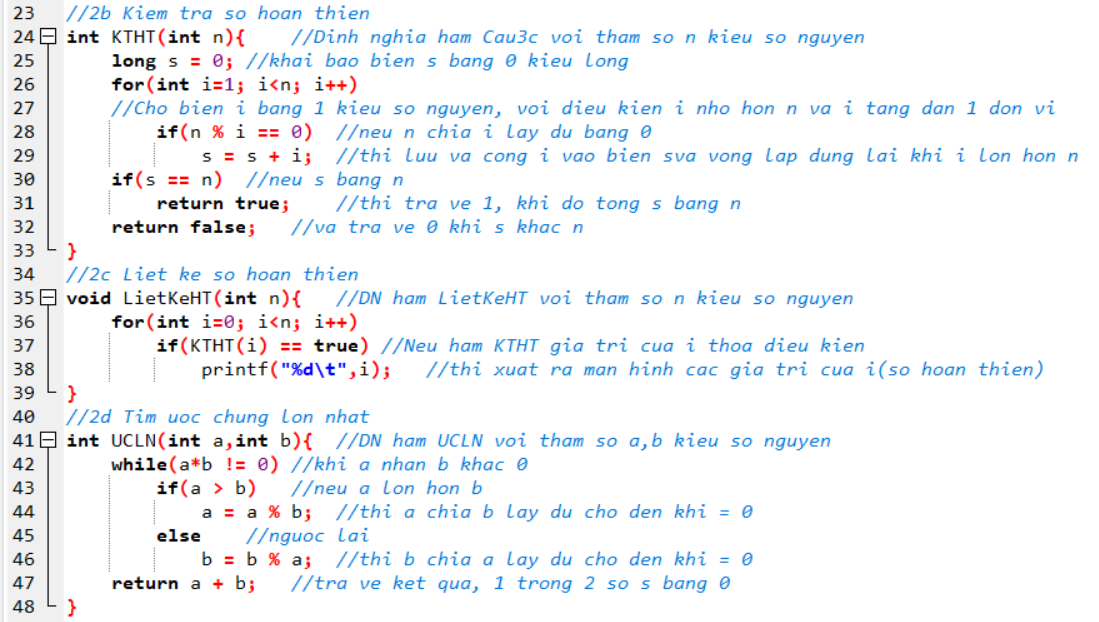 23 //2b Kiem tra so hoan thien
24 int KTHT(int n){ //Dinh nghia ham Cau3c voi tham so n kieu so nguyen
25 long s = 0; //khai bao bien s bang 0 kieu long
26 for(int i=1; i<n; i++)
27 //Cho bien i bang 1 kieu so nguyen, voi dieu kien i nho hon n va i tang dan 1 don vi
28 if(n % i == 0) //neu n chia i lay du bang 0
29 s = s + i; //thi luu va cong i vao bien sva vong lap dung lai khi i lon hon n
30 if(s == n) //neu s bang n
31 return true; //thi tra ve 1, khi do tong s bang n
32 return false; //va tra ve 0 khi s khac n
33 }
34 //2c Liet ke so hoan thien
35 void LietKeHT(int n){ //DN ham LietKeHT voi tham so n kieu so nguyen
36 for(int i=0; i<n; i++)
37 if(KTHT(i) == true) //Neu ham KTHT gia tri cua i thoa dieu kien
38 printf("%d\t",i); //thi xuat ra man hinh cac gia tri cua i(so hoan thien)
39 }
40 //2d Tim uoc chung lon nhat
41 int UCLN(int a,int b){ //DN ham UCLN voi tham so a,b kieu so nguyen
42 while(a*b != 0) //khi a nhan b khac 0
43 if(a > b) //neu a lon hon b
44 a = a % b; //thi a chia b lay du cho den khi = 0
45 else //nguoc lai
46 b = b % a; //thi b chia a lay du cho den khi = 0
47 return a + b; //tra ve ket qua, 1 trong 2 so s bang 0
48 }